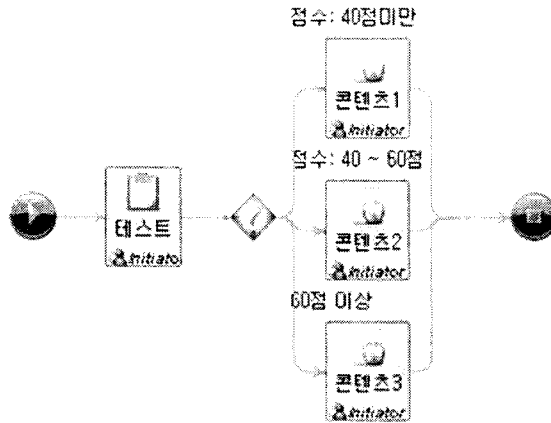 점수: 40점미만
콘텐츠1
Initiator
점수: 40 ~ 60점
테스트
Initiator
콘텐츠2
Initiator
60점 이상
콘텐츠3
Initiator